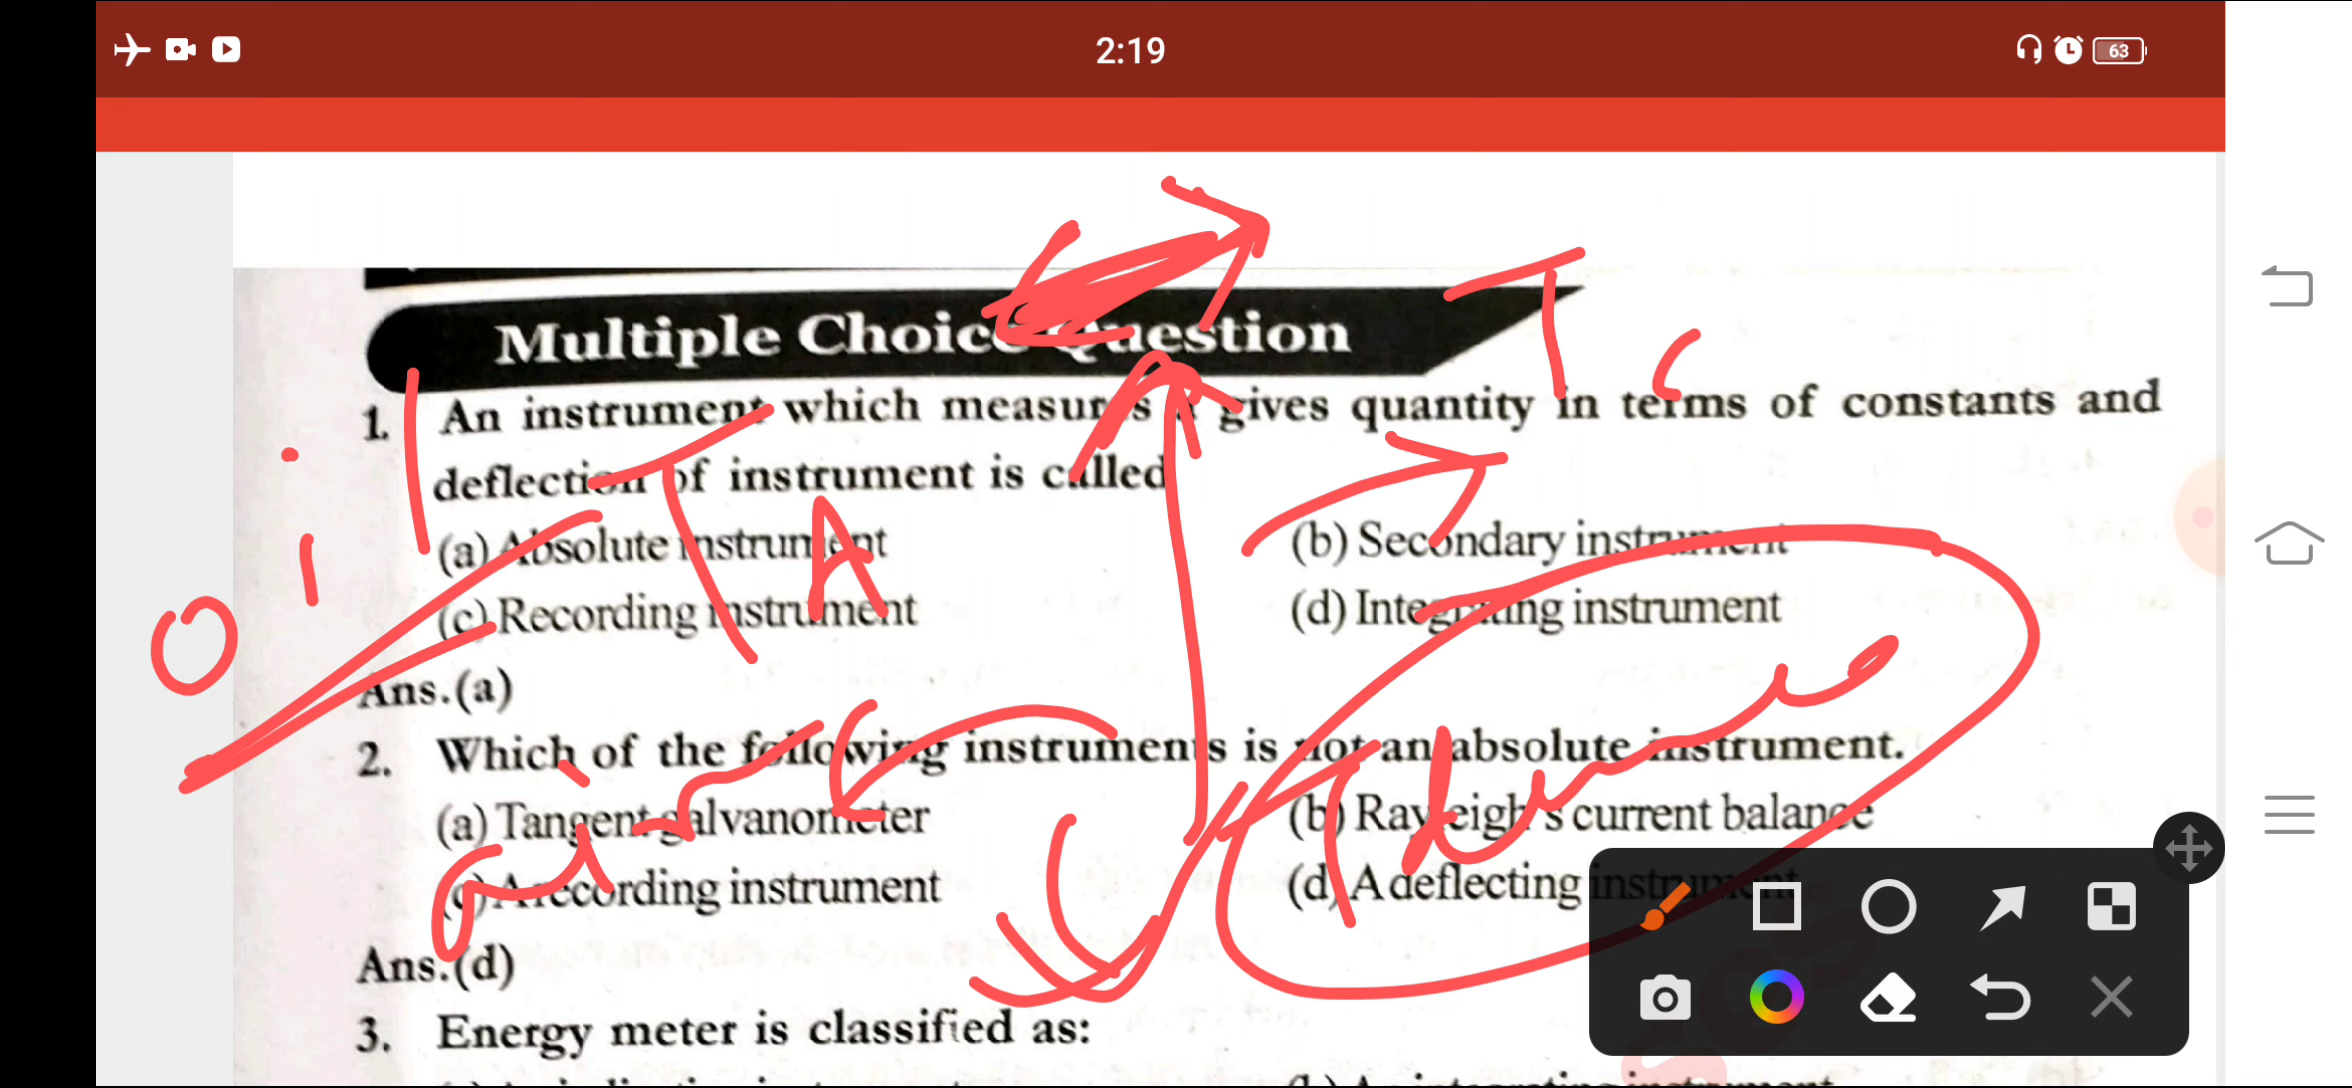 2:19
63
Multiple Choice Question
1. An instrument which measures gives quantity in terms of constants and
deflection of instrument is called
(a) Absolute instrument (b) Secondary instrument
(c) Recording instrument (d) Integrating instrument
Ans.(a)
2. Which of the following instruments is not an absolute instrument.
(a) Tangent galvanometer (b) Rayleigh's current balance
(c) A recording instrument (d) A deflecting instrument
Ans.(d)
3. Energy meter is classified as: